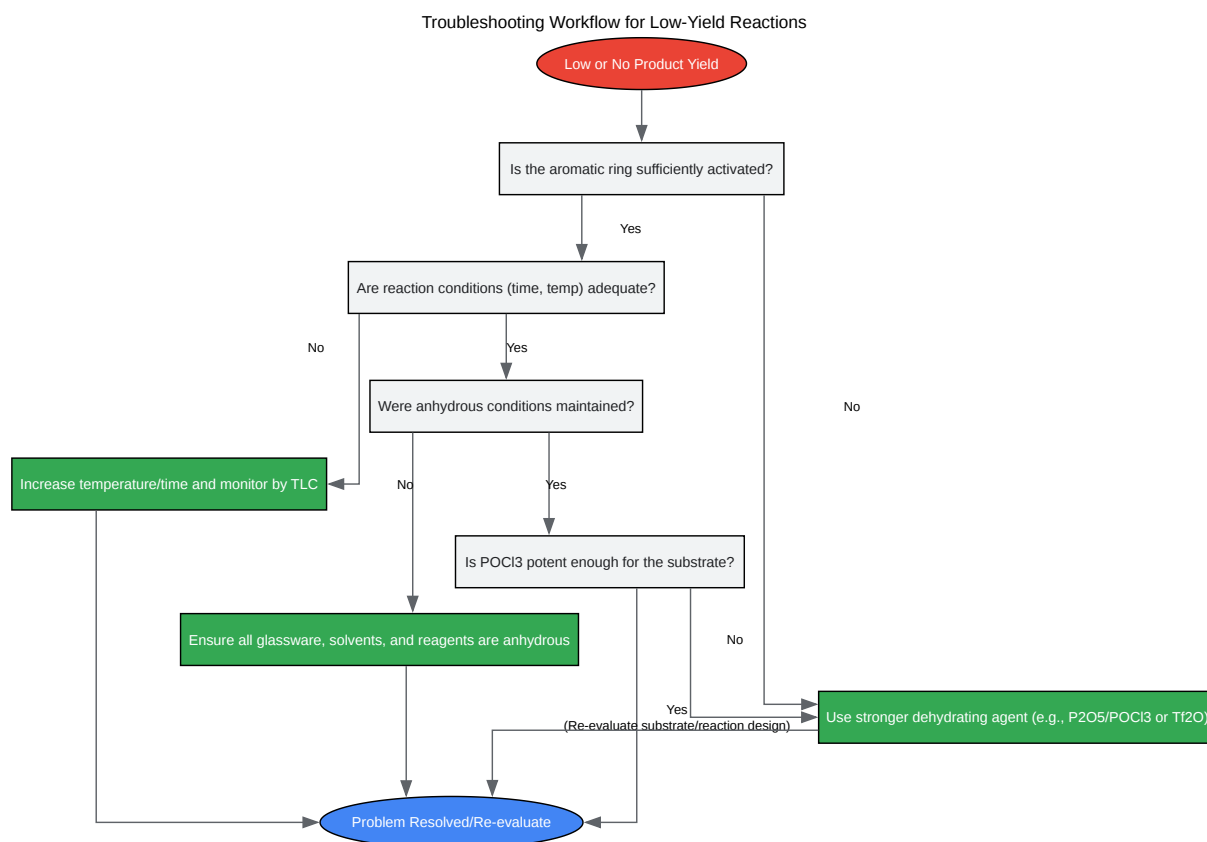 Troubleshooting Workflow for Low-Yield Reactions
Low or No Product Yield
Is the aromatic ring sufficiently activated?
Yes
Are reaction conditions (time, temp) adequate?
No
Yes
Were anhydrous conditions maintained?
No
Increase temperature/time and monitor by TLC
No
Yes
Is POCl3 potent enough for the substrate?
Ensure all glassware, solvents, and reagents are anhydrous
No
Yes
(Re-evaluate substrate/reaction design)
Use stronger dehydrating agent (e.g., P2O5/POCl3 or Tf2O)
Problem Resolved/Re-evaluate